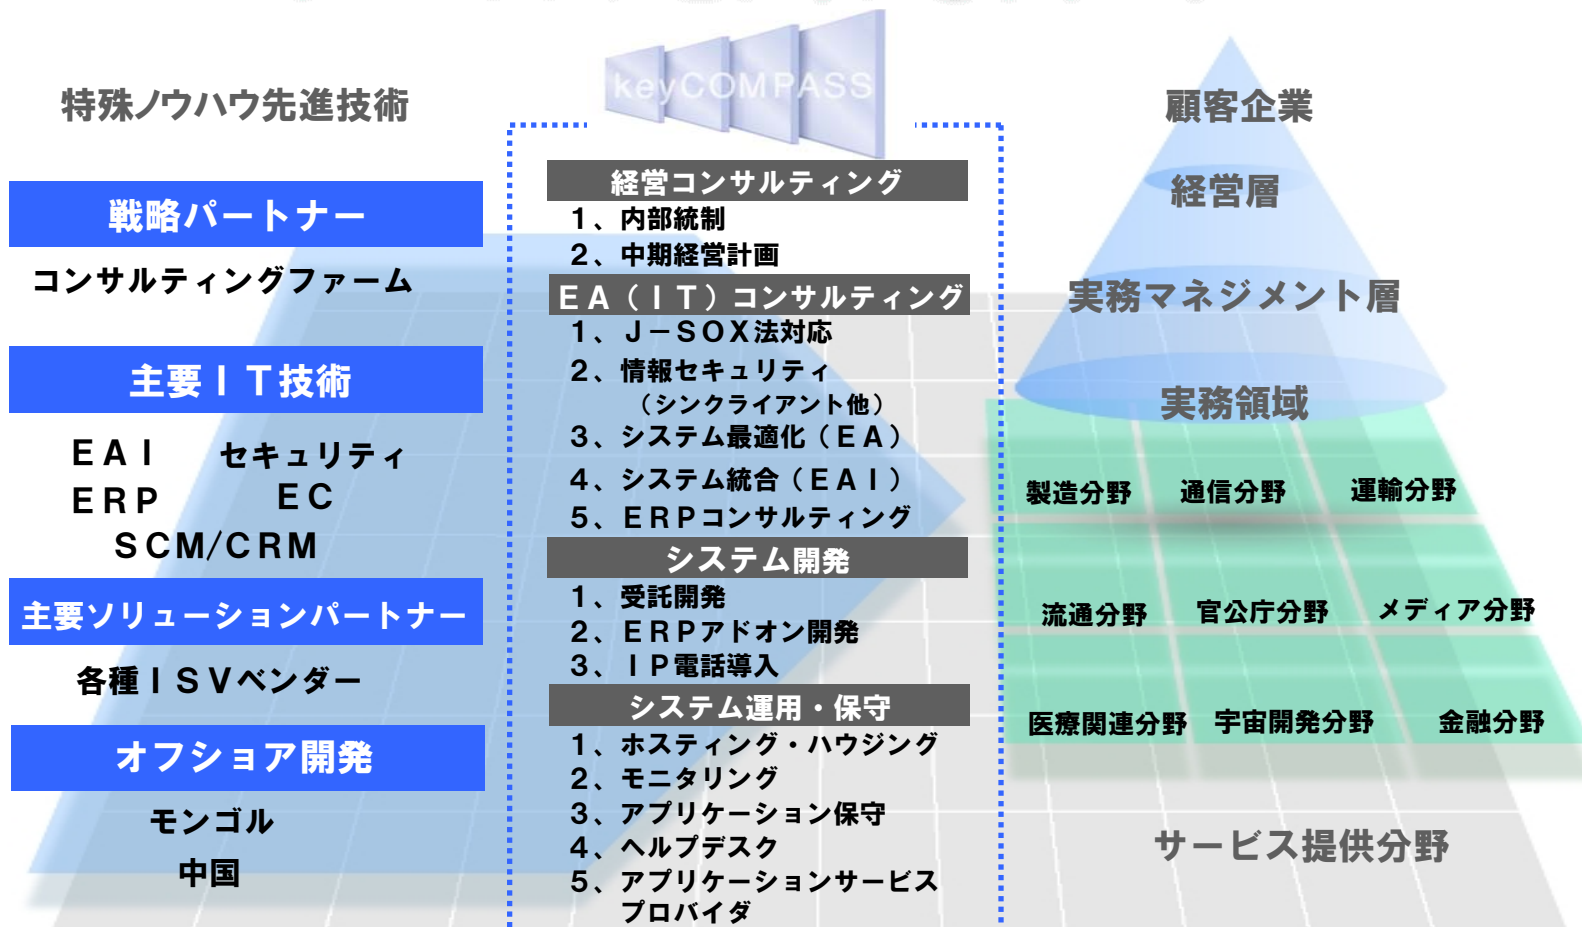 特殊ノウハウ先進技術
戦略パートナー
コンサルティングファーム
主要ＩＴ技術
ＥＡＩ　セキュリティ
ＥＲＰ　ＥＣ
ＳＣＭ/ＣＲＭ
主要ソリューションパートナー
各種ＩＳＶベンダー
オフショア開発
モンゴル
中国
keyCOMPASS
経営コンサルティング
１、内部統制
２、中期経営計画
ＥＡ（ＩＴ）コンサルティング
１、Ｊ－ＳＯＸ法対応
２、情報セキュリティ
（シンクライアント他）
３、システム最適化（ＥＡ）
４、システム統合（ＥＡＩ）
５、ＥＲＰコンサルティング
システム開発
１、受託開発
２、ＥＲＰアドオン開発
３、ＩＰ電話導入
システム運用・保守
１、ホスティング・ハウジング
２、モニタリング
３、アプリケーション保守
４、ヘルプデスク
５、アプリケーションサービス
プロバイダ
顧客企業
経営層
実務マネジメント層
実務領域
製造分野　通信分野　運輸分野
流通分野　官公庁分野　メディア分野
医療関連分野　宇宙開発分野　金融分野
サービス提供分野